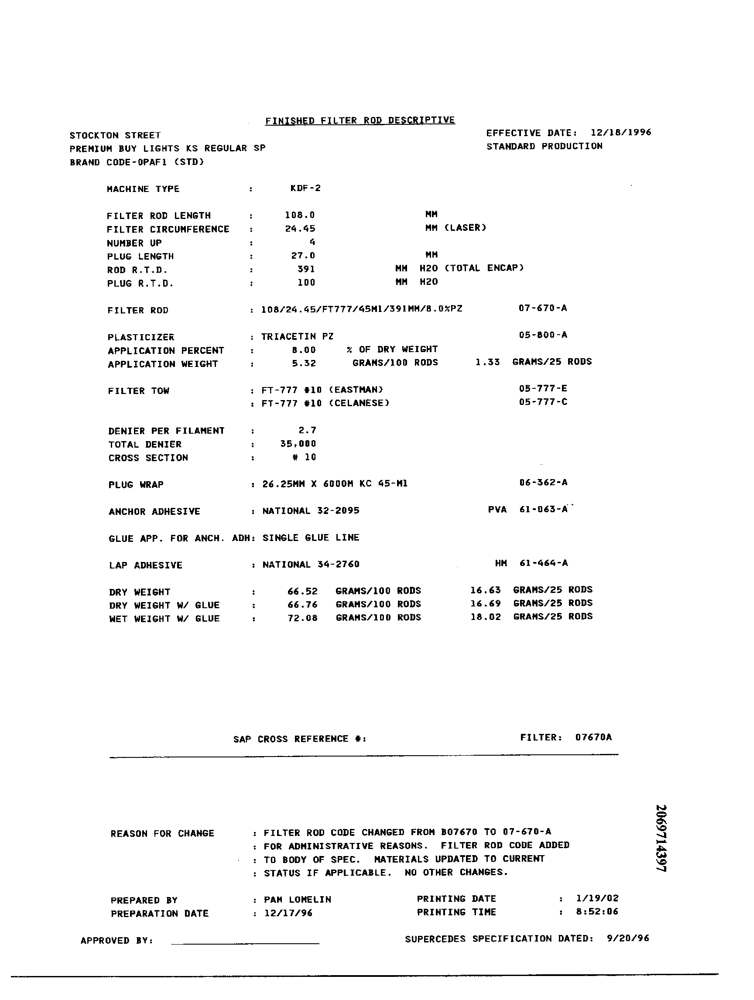 FINISHED FILTER ROD DESCRIPTIVE
STOCKTON STREET EFFECTIVE DATE: 12/18/1996
PREMIUM BUY LIGHTS KS REGULAR SP STANDARD PRODUCTION
BRAND CODE-0PAF1 (STD)
MACHINE TYPE : KDF-2
FILTER ROD LENGTH : 108.0 MM
FILTER CIRCUMFERENCE : 24.45 MM (LASER)
NUMBER UP : 4
PLUG LENGTH : 27.0 MM
ROD R.T.D. : 391 MM H2O (TOTAL ENCAP)
PLUG R.T.D. : 100 MM H2O
FILTER ROD : 108/24.45/FT777/45M1/391MM/8.0%PZ 07-670-A
PLASTICIZER : TRIACETIN PZ 05-800-A
APPLICATION PERCENT : 8.00 % OF DRY WEIGHT
APPLICATION WEIGHT : 5.32 GRAMS/100 RODS 1.33 GRAMS/25 RODS
FILTER TOW : FT-777 #10 (EASTMAN) 05-777-E
: FT-777 #10 (CELANESE) 05-777-C
DENIER PER FILAMENT : 2.7
TOTAL DENIER : 35,000
CROSS SECTION : # 10
PLUG WRAP : 26.25MM X 6000M KC 45-M1 06-362-A
ANCHOR ADHESIVE : NATIONAL 32-2095 PVA 61-063-A
GLUE APP. FOR ANCH. ADH: SINGLE GLUE LINE
LAP ADHESIVE : NATIONAL 34-2760 HM 61-464-A
DRY WEIGHT : 66.52 GRAMS/100 RODS 16.63 GRAMS/25 RODS
DRY WEIGHT W/ GLUE : 66.76 GRAMS/100 RODS 16.69 GRAMS/25 RODS
WET WEIGHT W/ GLUE : 72.08 GRAMS/100 RODS 18.02 GRAMS/25 RODS
SAP CROSS REFERENCE #: FILTER: 07670A
REASON FOR CHANGE : FILTER ROD CODE CHANGED FROM B07670 TO 07-670-A
: FOR ADMINISTRATIVE REASONS. FILTER ROD CODE ADDED
: TO BODY OF SPEC. MATERIALS UPDATED TO CURRENT
: STATUS IF APPLICABLE. NO OTHER CHANGES.
PREPARED BY : PAM LOMELIN PRINTING DATE : 1/19/02
PREPARATION DATE : 12/17/96 PRINTING TIME : 8:52:06
APPROVED BY: SUPERCEDES SPECIFICATION DATED: 9/20/96
2069714397